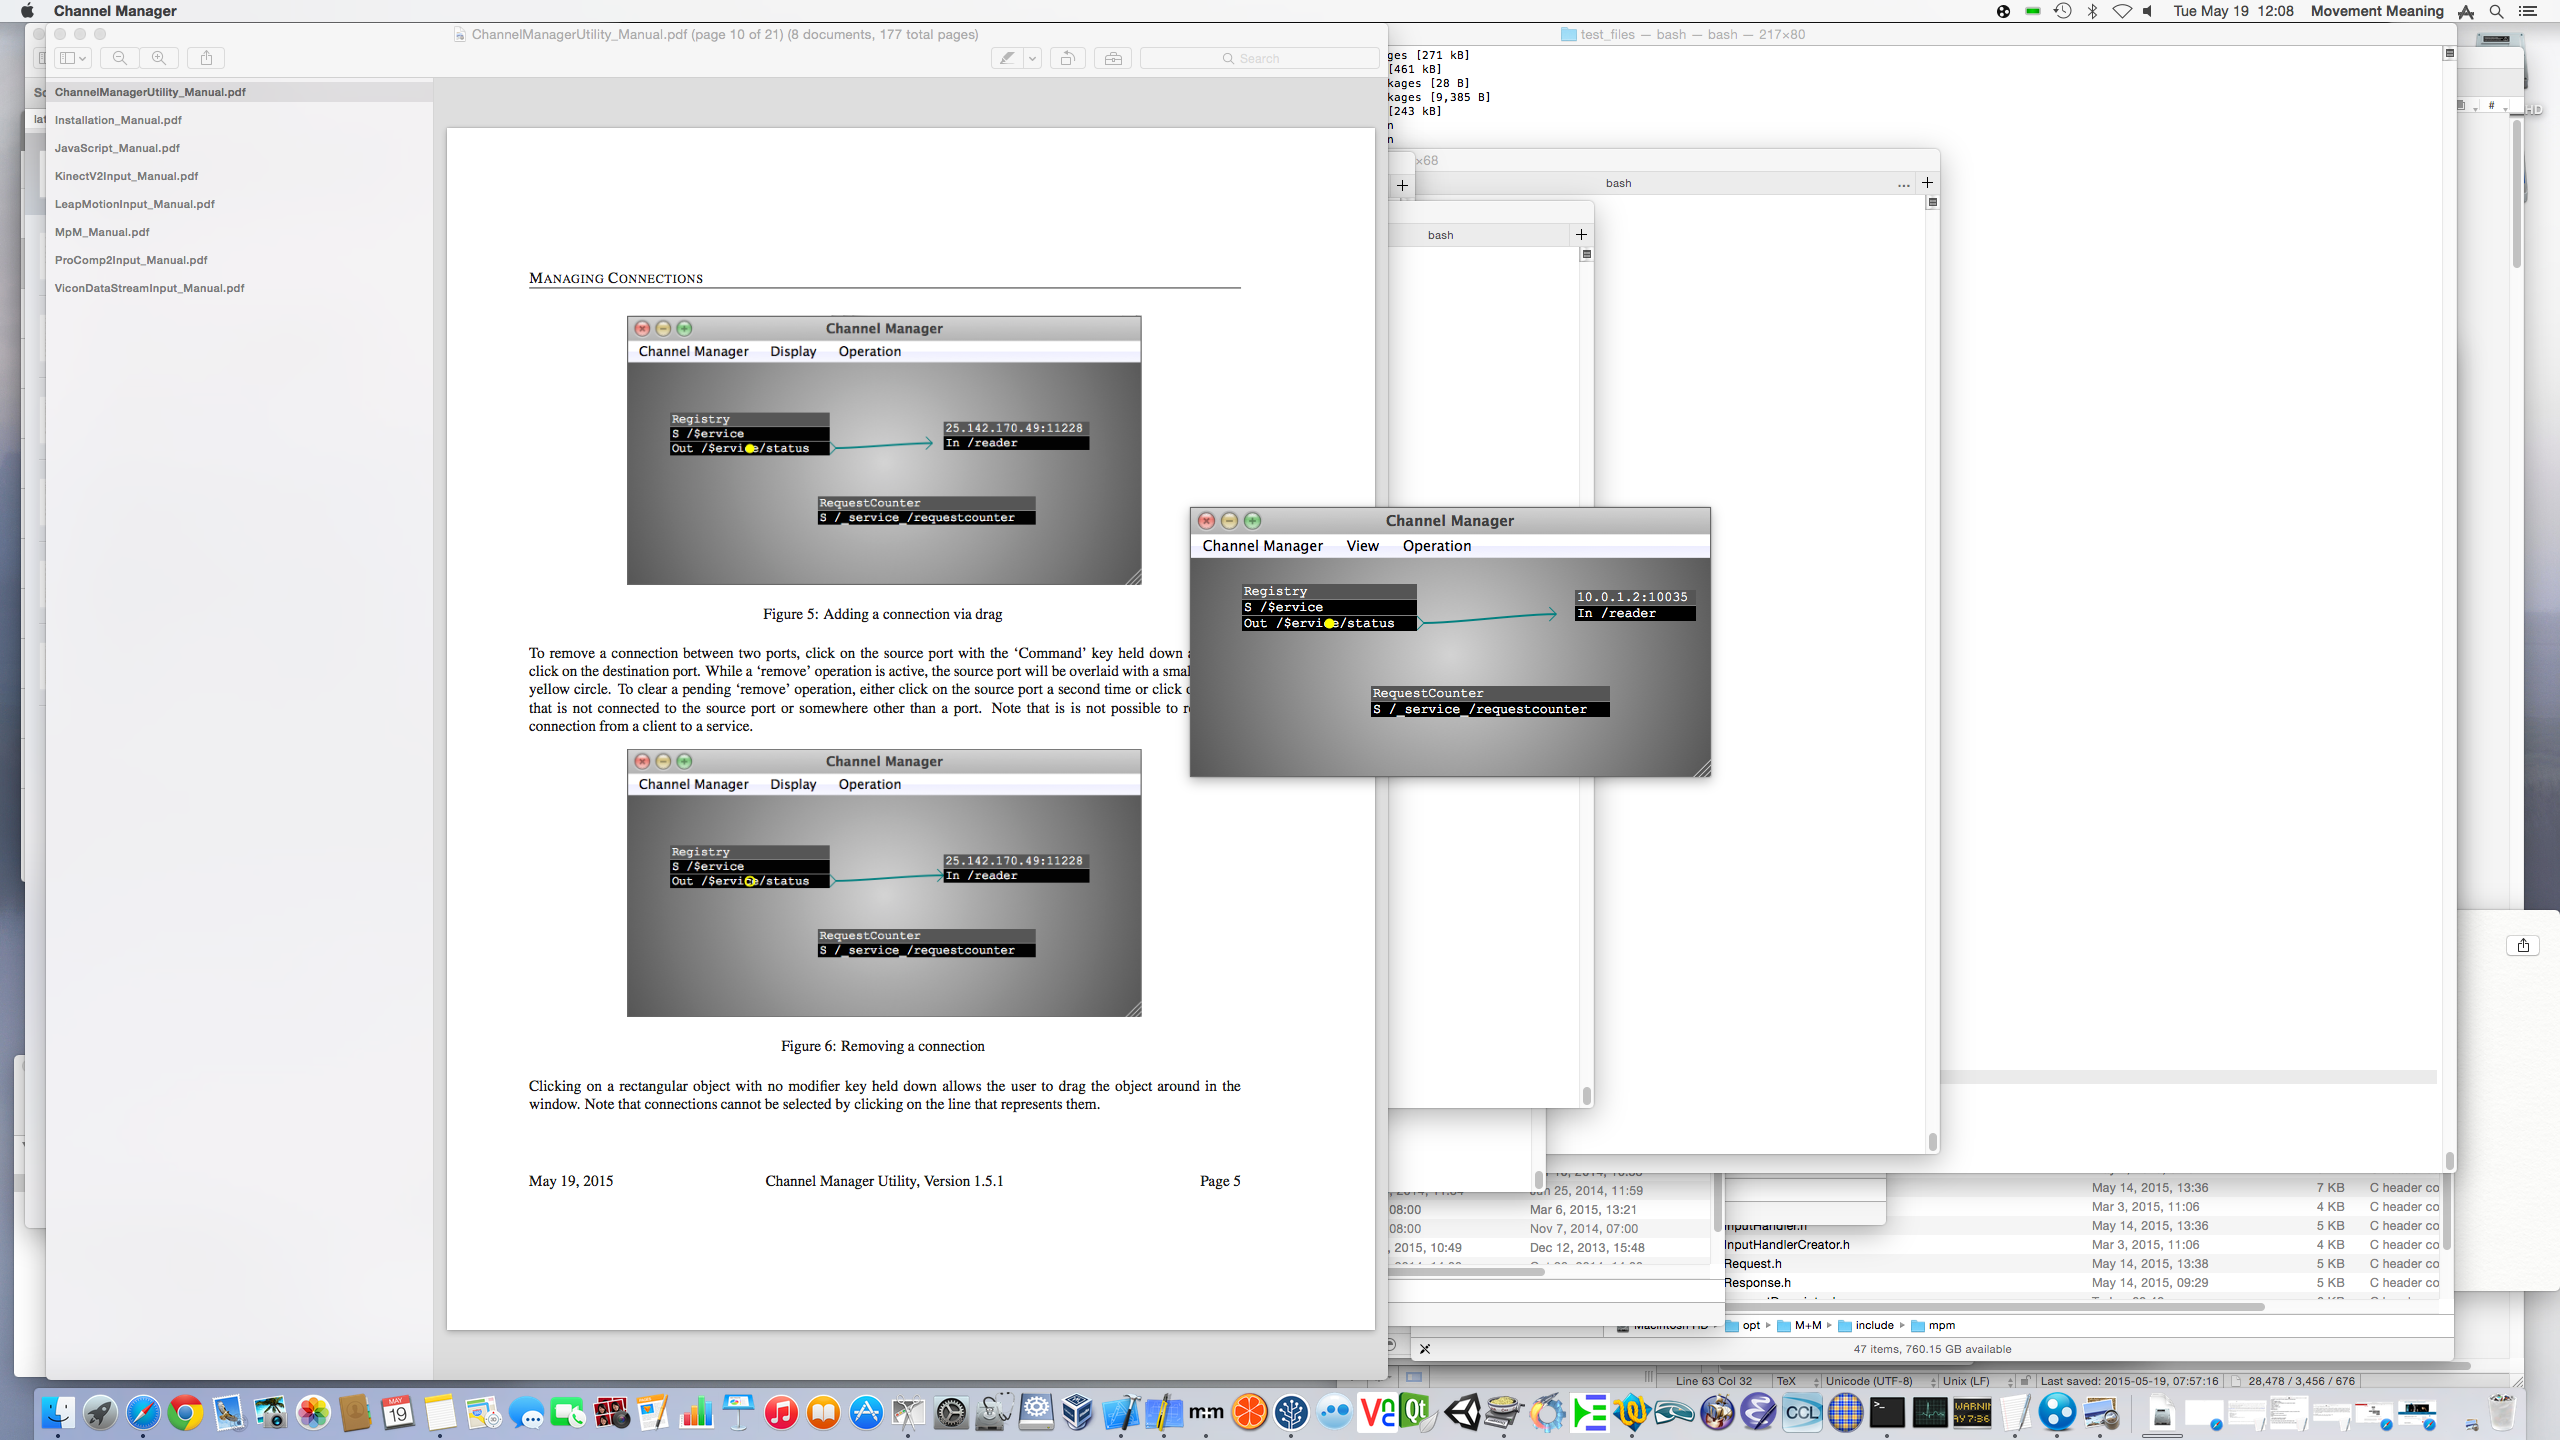 Channel Manager
Tue May 19 12:08 Movement Meaning
ChannelManagerUtility_Manual.pdf (page 10 of 21) (8 documents, 177 total pages)
Search
ChannelManagerUtility_Manual.pdf
Installation_Manual.pdf
JavaScript_Manual.pdf
KinectV2Input_Manual.pdf
LeapMotionInput_Manual.pdf
MpM_Manual.pdf
ProComp2Input_Manual.pdf
ViconDataStreamInput_Manual.pdf
MANAGING CONNECTIONS
Channel Manager
Channel Manager Display Operation
Registry
S /$ervice
Out /$ervice/status
25.142.170.49:11228
In /reader
RequestCounter
S /_service_/requestcounter
Figure 5: Adding a connection via drag
To remove a connection between two ports, click on the source port with the ‘Command’ key held down
click on the destination port. While a ‘remove’ operation is active, the source port will be overlaid with a
yellow circle. To clear a pending ‘remove’ operation, either click on the source port a second time or click
that is not connected to the source port or somewhere other than a port. Note that is is not possible to
connection from a client to a service.
Channel Manager
Channel Manager Display Operation
Registry
S /$ervice
Out /$ervice/status
25.142.170.49:11228
In /reader
RequestCounter
S /_service_/requestcounter
Figure 6: Removing a connection
Clicking on a rectangular object with no modifier key held down allows the user to drag the object around in the
window. Note that connections cannot be selected by clicking on the line that represents them.
May 19, 2015 Channel Manager Utility, Version 1.5.1 Page 5
test_files — bash — bash — 217×80
ges [271 kB]
[461 kB]
kages [28 B]
kages [9,385 B]
[243 kB]
n
n
×68
bash
bash
#
HD
Channel Manager
Channel Manager View Operation
Registry
S /$ervice
Out /$ervice/status
10.0.1.2:10035
In /reader
RequestCounter
S /_service_/requestcounter
25, 2014, 11:59
08:00 Mar 6, 2015, 13:21
08:00 Nov 7, 2014, 07:00
, 2015, 10:49 Dec 12, 2013, 15:48
May 14, 2015, 13:36 7 KB C header co
Mar 3, 2015, 11:06 4 KB C header co
InputHandler.h May 14, 2015, 13:36 5 KB C header co
InputHandlerCreator.h Mar 3, 2015, 11:06 4 KB C header co
Request.h May 14, 2015, 13:38 5 KB C header co
Response.h May 14, 2015, 09:29 5 KB C header co
Macintosh HD opt M+M include mpm
47 items, 760.15 GB available
Line 63 Col 32 TeX Unicode (UTF-8) Unix (LF) Last saved: 2015-05-19, 07:57:16 28,478 / 3,456 / 676
MAY
19
m:m
Qt
CCL
WARNIN
AY 7:36